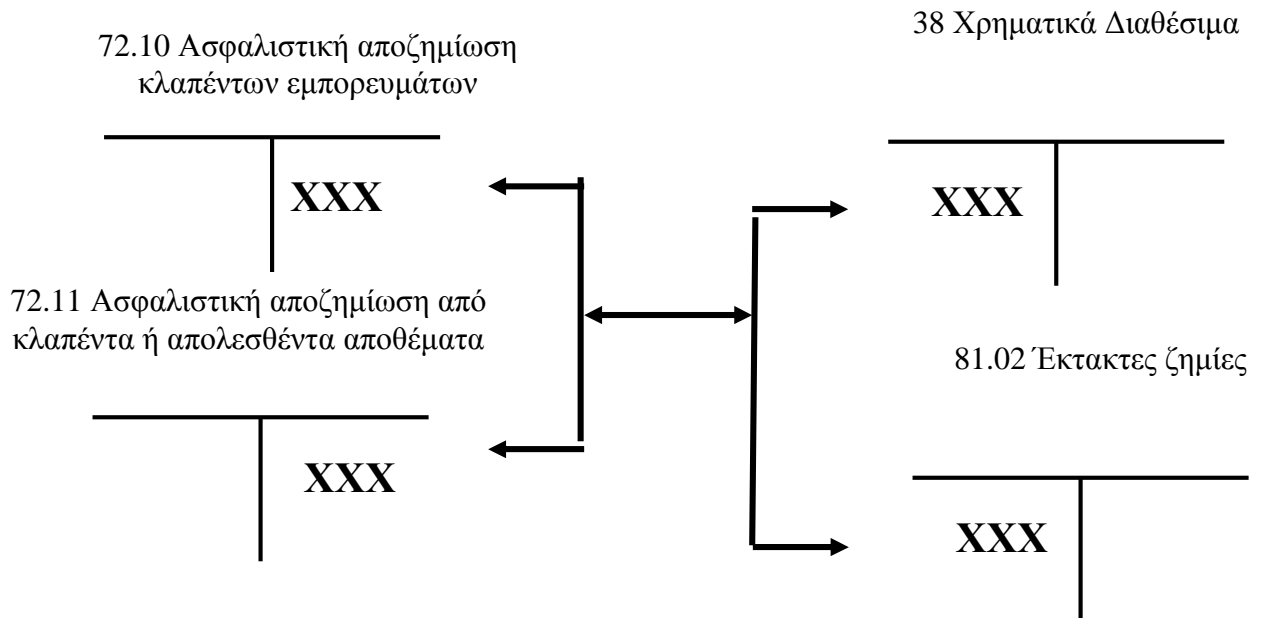 38 Χρηματικά Διαθέσιμα
72.10 Ασφαλιστική αποζημίωση
κλαπέντων εμπορευμάτων
XXX
XXX
72.11 Ασφαλιστική αποζημίωση από
κλαπέντα ή απολεσθέντα αποθέματα
81.02 Έκτακτες ζημίες
XXX
XXX